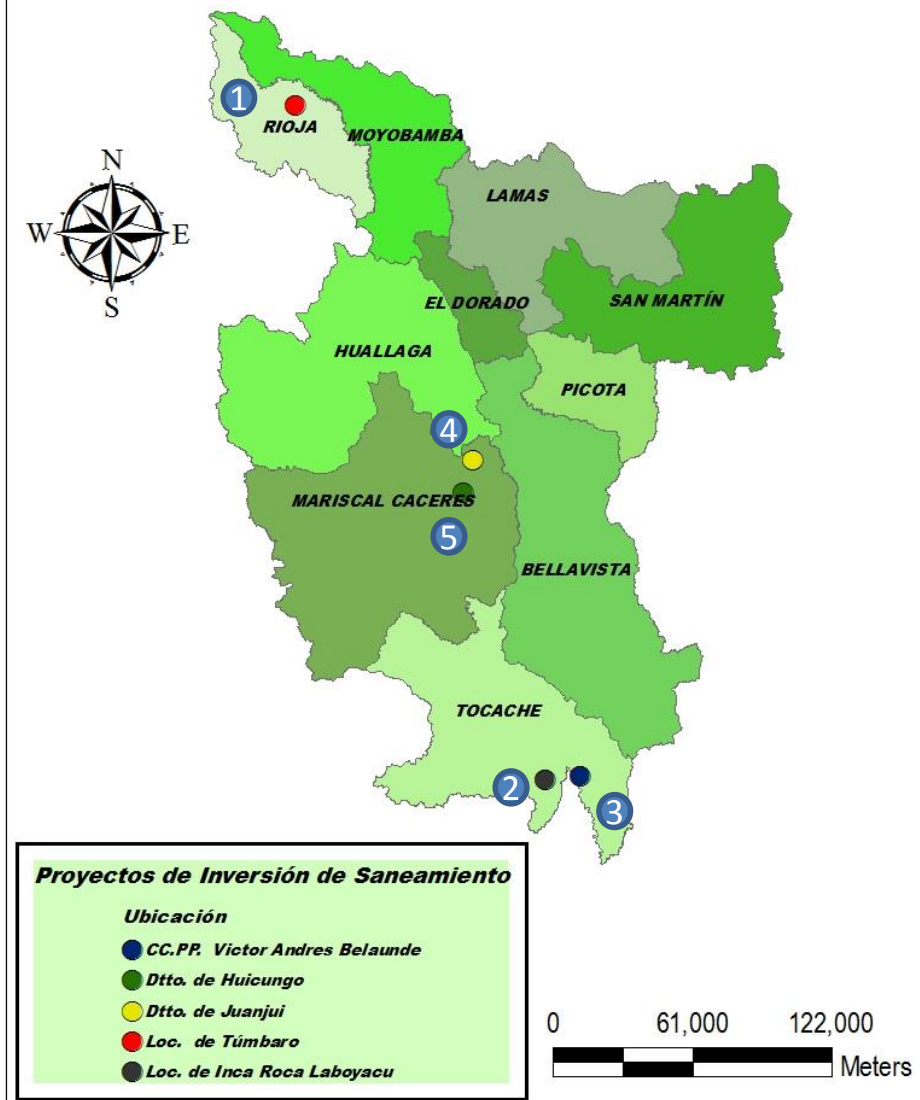 1
RIOJA
MOYOBAMBA
N
W E
S
LAMAS
EL DORADO
SAN MARTÍN
HUALLAGA
PICOTA
4
MARISCAL CACERES
5
BELLAVISTA
TOCACHE
2
3
Proyectos de Inversión de Saneamiento
Ubicación
CC.PP. Victor Andres Belaunde
Dtto. de Huicungo
Dtto. de Juanjui
Loc. de Túmbaro
Loc. de Inca Roca Laboyacu
0 61,000 122,000
Meters